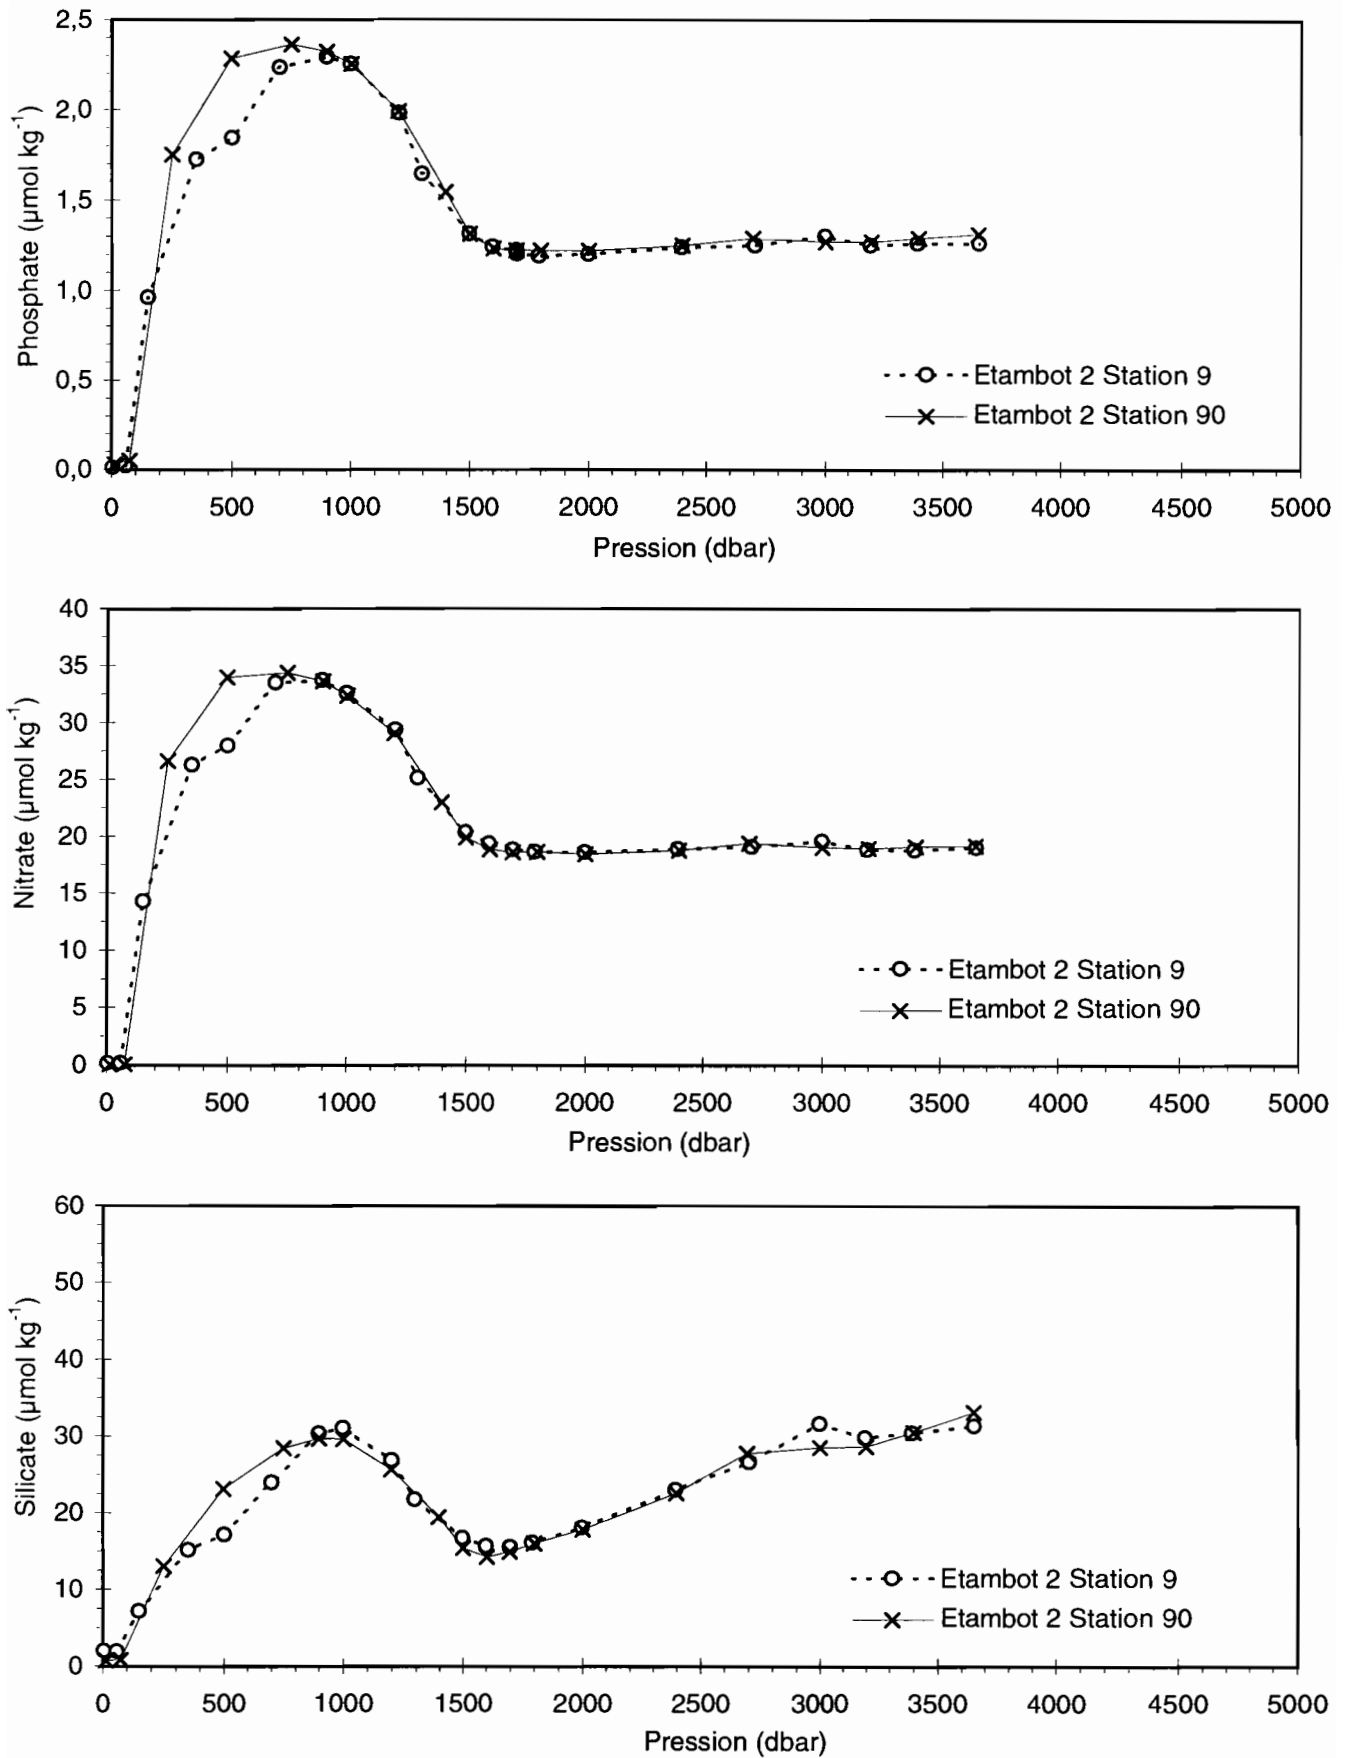 2,5
2,0
1,5
1,0
0,5
0,0
Phosphate (µmol kg⁻¹)
Etambot 2 Station 9
Etambot 2 Station 90
0 500 1000 1500 2000 2500 3000 3500 4000 4500 5000
Pression (dbar)
40
35
30
25
20
15
10
5
0
Nitrate (µmol kg⁻¹)
Etambot 2 Station 9
Etambot 2 Station 90
0 500 1000 1500 2000 2500 3000 3500 4000 4500 5000
Pression (dbar)
60
50
40
30
20
10
0
Silicate (µmol kg⁻¹)
Etambot 2 Station 9
Etambot 2 Station 90
0 500 1000 1500 2000 2500 3000 3500 4000 4500 5000
Pression (dbar)